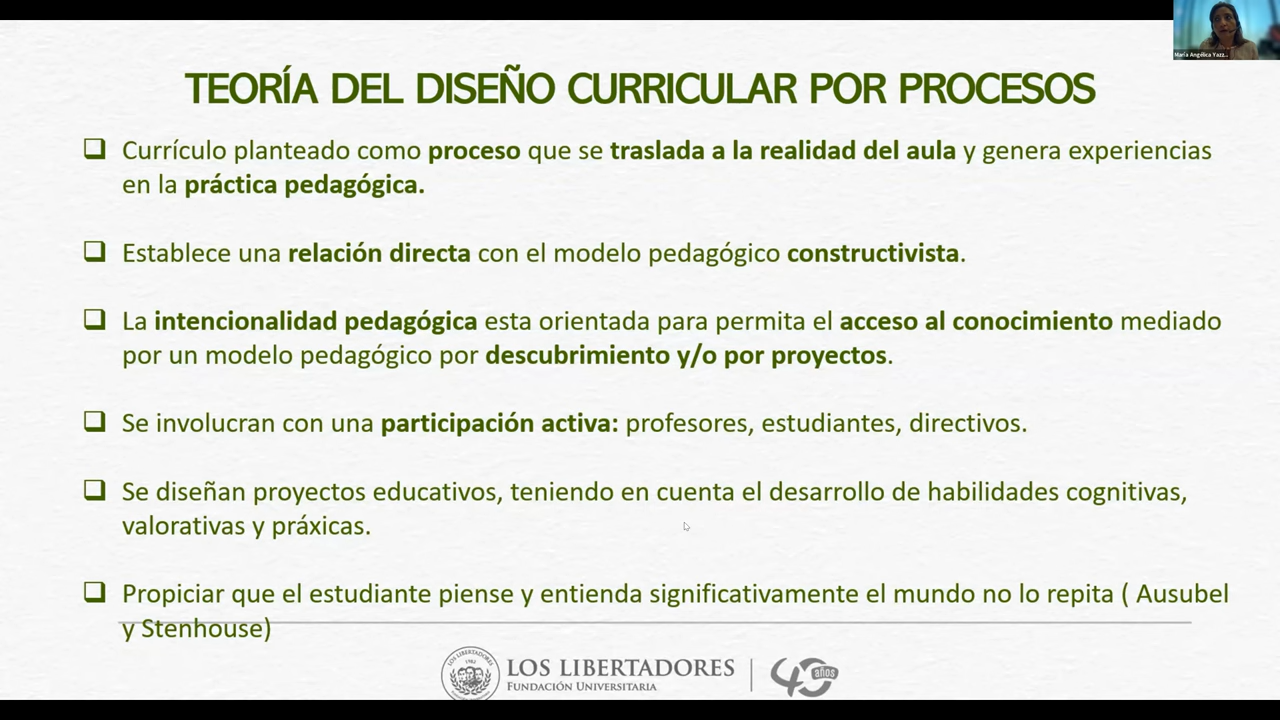 María Angélica Yazz...
TEORÍA DEL DISEÑO CURRICULAR POR PROCESOS
Currículo planteado como proceso que se traslada a la realidad del aula y genera experiencias
en la práctica pedagógica.
Establece una relación directa con el modelo pedagógico constructivista.
La intencionalidad pedagógica esta orientada para permita el acceso al conocimiento mediado
por un modelo pedagógico por descubrimiento y/o por proyectos.
Se involucran con una participación activa: profesores, estudiantes, directivos.
Se diseñan proyectos educativos, teniendo en cuenta el desarrollo de habilidades cognitivas,
valorativas y práxicas.
Propiciar que el estudiante piense y entienda significativamente el mundo no lo repita ( Ausubel
y Stenhouse)
LOS LIBERTADORES
FUNDACIÓN UNIVERSITARIA
1982
40 años